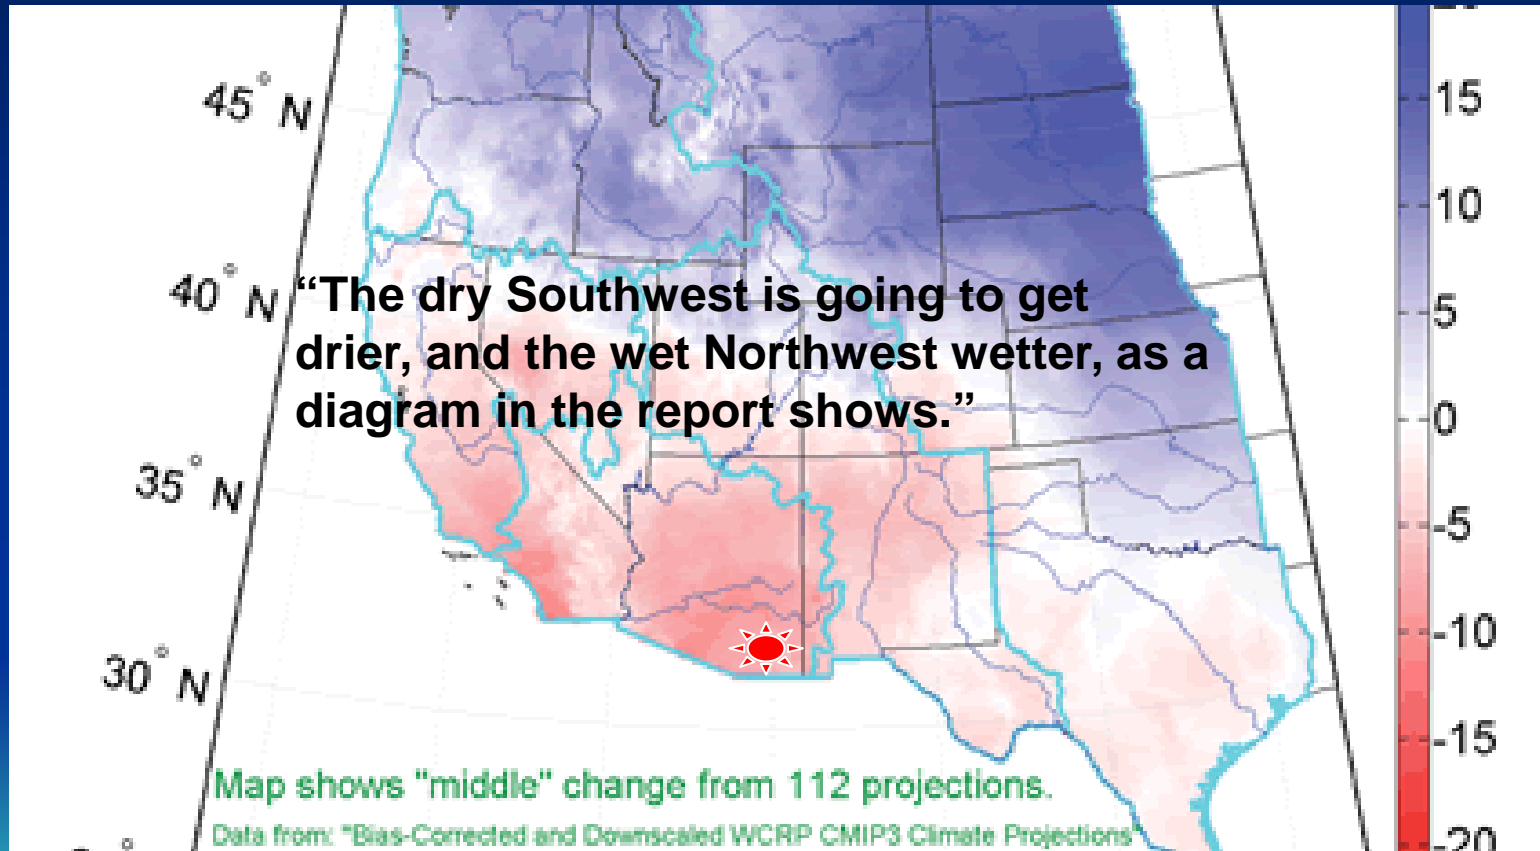 45° N
40° N
35° N
30° N
“The dry Southwest is going to get
drier, and the wet Northwest wetter, as a
diagram in the report shows.”
15
10
5
0
-5
-10
-15
-20
Map shows "middle" change from 112 projections.
Data from: "Bias-Corrected and Downscaled WCRP CMIP3 Climate Projections"